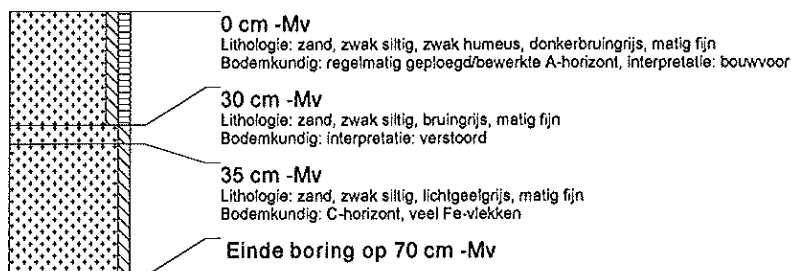 0 cm -Mv
Lithologie: zand, zwak siltig, zwak humeus, donkerbruingrijs, matig fijn
Bodemkundig: regelmatig geploegd/bewerkte A-horizont, interpretatie: bouwvoor
30 cm -Mv
Lithologie: zand, zwak siltig, bruingrijs, matig fijn
Bodemkundig: interpretatie: verstoord
35 cm -Mv
Lithologie: zand, zwak siltig, lichtgeelgrijs, matig fijn
Bodemkundig: C-horizont, veel Fe-vlekken
Einde boring op 70 cm -Mv